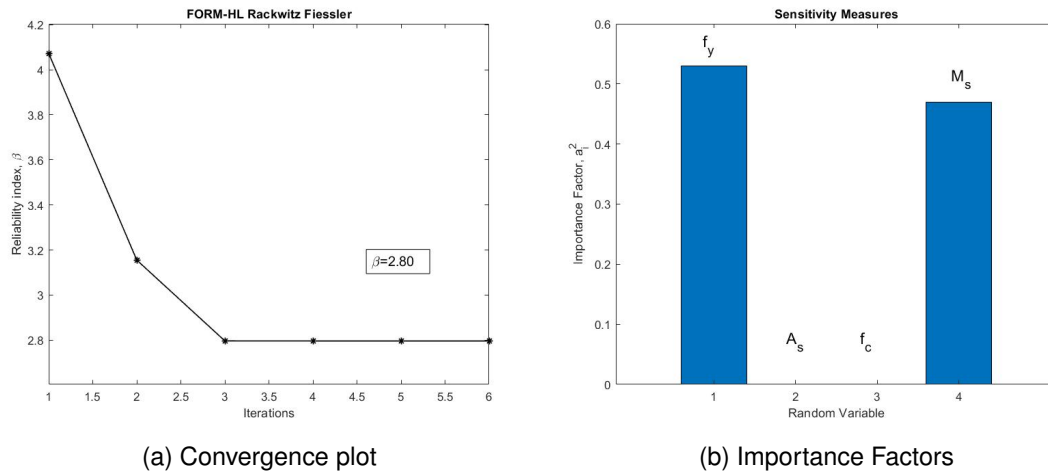 FORM-HL Rackwitz Fiessler
4.2
4
3.8
3.6
3.4
3.2
3
2.8
Reliability index, β
β=2.80
1 1.5 2 2.5 3 3.5 4 4.5 5 5.5 6
Iterations
(a) Convergence plot
Sensitivity Measures
0.6
0.5
0.4
0.3
0.2
0.1
0
Importance Factor, a_i^2
f_y
A_s
f_c
M_s
1 2 3 4
Random Variable
(b) Importance Factors